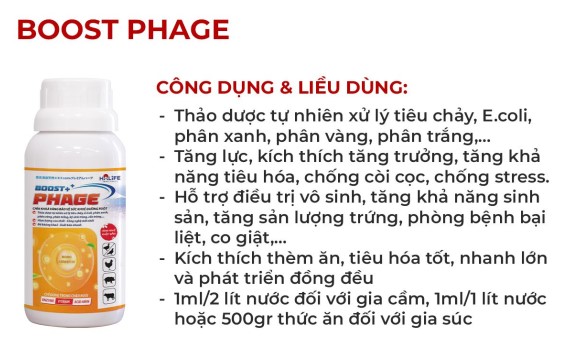 BOOST PHAGE
CÔNG DỤNG & LIỀU DÙNG:
- Thảo dược tự nhiên xử lý tiêu chảy, E.coli,
phân xanh, phân vàng, phân trắng,...
- Tăng lực, kích thích tăng trưởng, tăng khả
năng tiêu hóa, chống còi cọc, chống stress.
- Hỗ trợ điều trị vô sinh, tăng khả năng sinh
sản, tăng sản lượng trứng, phòng bệnh bại
liệt, co giật,...
- Kích thích thèm ăn, tiêu hóa tốt, nhanh lớn
và phát triển đồng đều
- 1ml/2 lít nước đối với gia cầm, 1ml/1 lít nước
hoặc 500gr thức ăn đối với gia súc
HILIFE
BOOST++
PHAGE